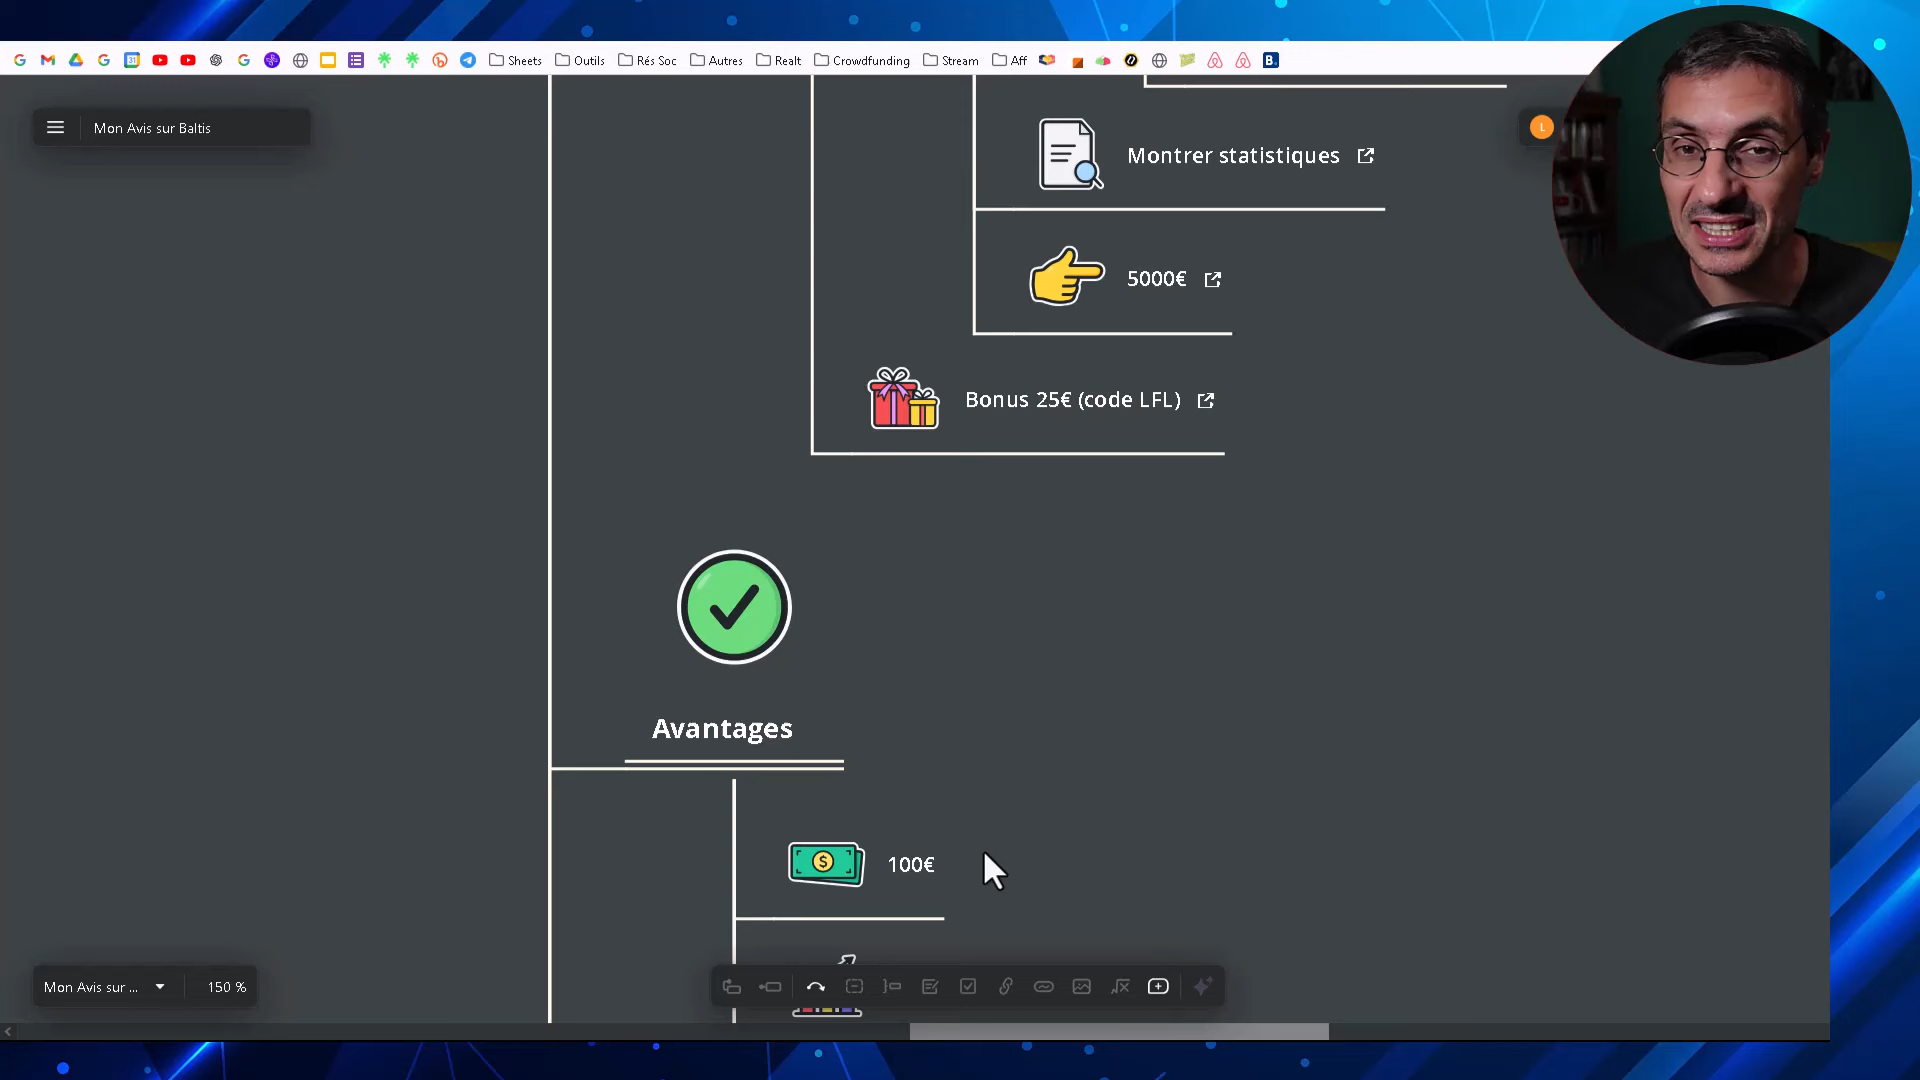 Sheets
Outils
Rés Soc
Autres
Realt
Crowdfunding
Stream
Aff
B.
Mon Avis sur Baltis
L
Montrer statistiques
5000€
Bonus 25€ (code LFL)
Avantages
100€
Mon Avis sur ...
150 %